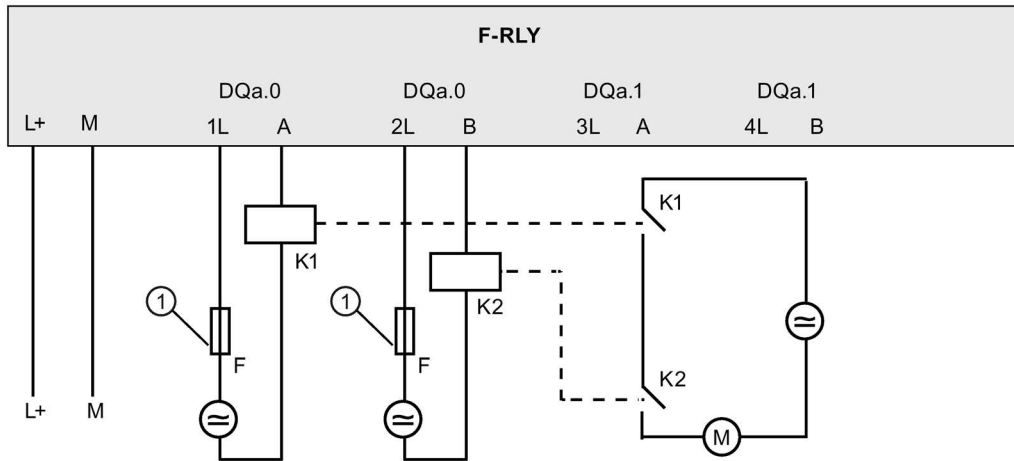 F-RLY
DQa.0 DQa.0 DQa.1 DQa.1
L+ M 1L A 2L B 3L A 4L B
K1
K1
K2
1 1
F F
K2
L+ M
M